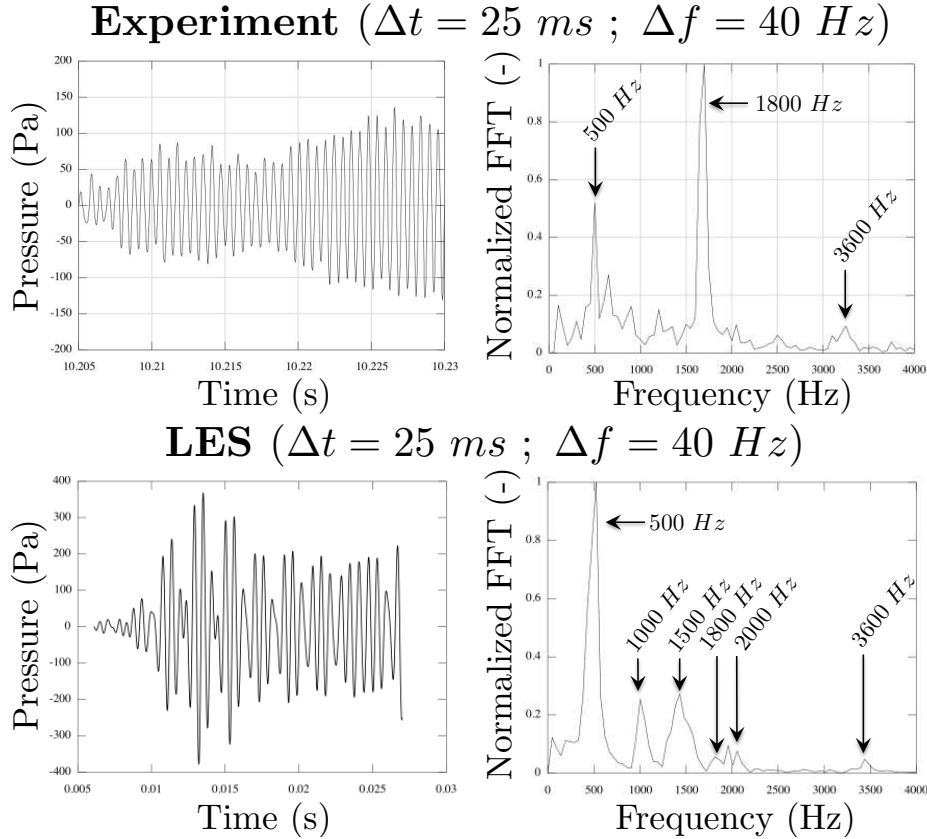 Experiment (Δt = 25 ms ; Δf = 40 Hz)
Pressure (Pa)
200
150
100
50
0
-50
-100
-150
-200
10.205 10.21 10.215 10.22 10.225 10.23
Time (s)
Normalized FFT (-)
1
0.8
0.6
0.4
0.2
0
0 500 1000 1500 2000 2500 3000 3500 4000
Frequency (Hz)
500 Hz
1800 Hz
3600 Hz
LES (Δt = 25 ms ; Δf = 40 Hz)
Pressure (Pa)
400
300
200
100
0
-100
-200
-300
-400
0.005 0.01 0.015 0.02 0.025 0.03
Time (s)
Normalized FFT (-)
1
0.8
0.6
0.4
0.2
0
0 500 1000 1500 2000 2500 3000 3500 4000
Frequency (Hz)
500 Hz
1000 Hz
1500 Hz
1800 Hz
2000 Hz
3600 Hz